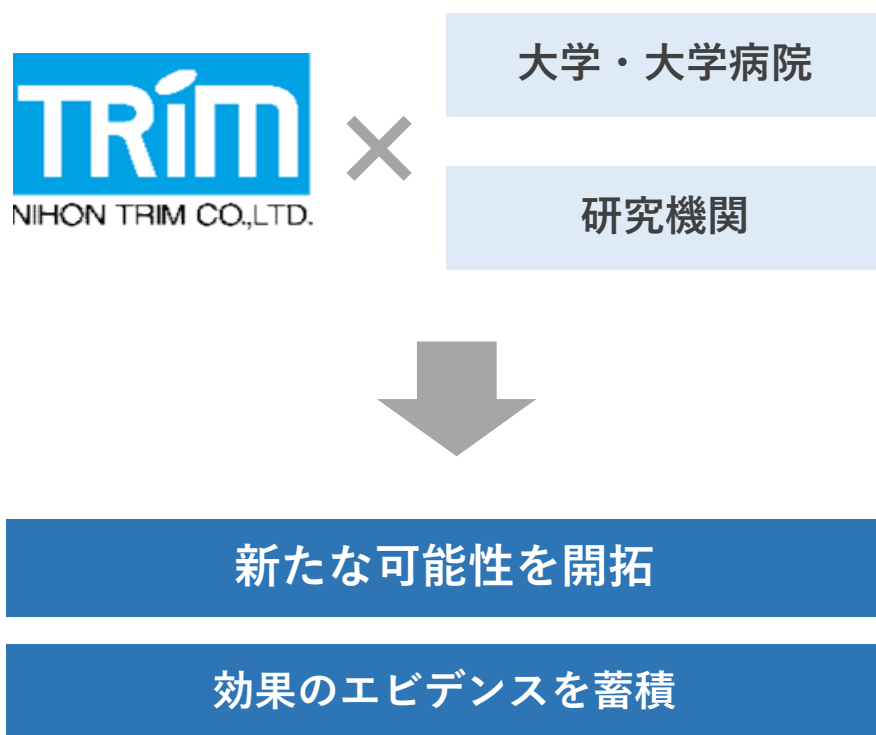 TRim
NIHON TRIM CO.,LTD.
×
大学・大学病院
研究機関
新たな可能性を開拓
効果のエビデンスを蓄積